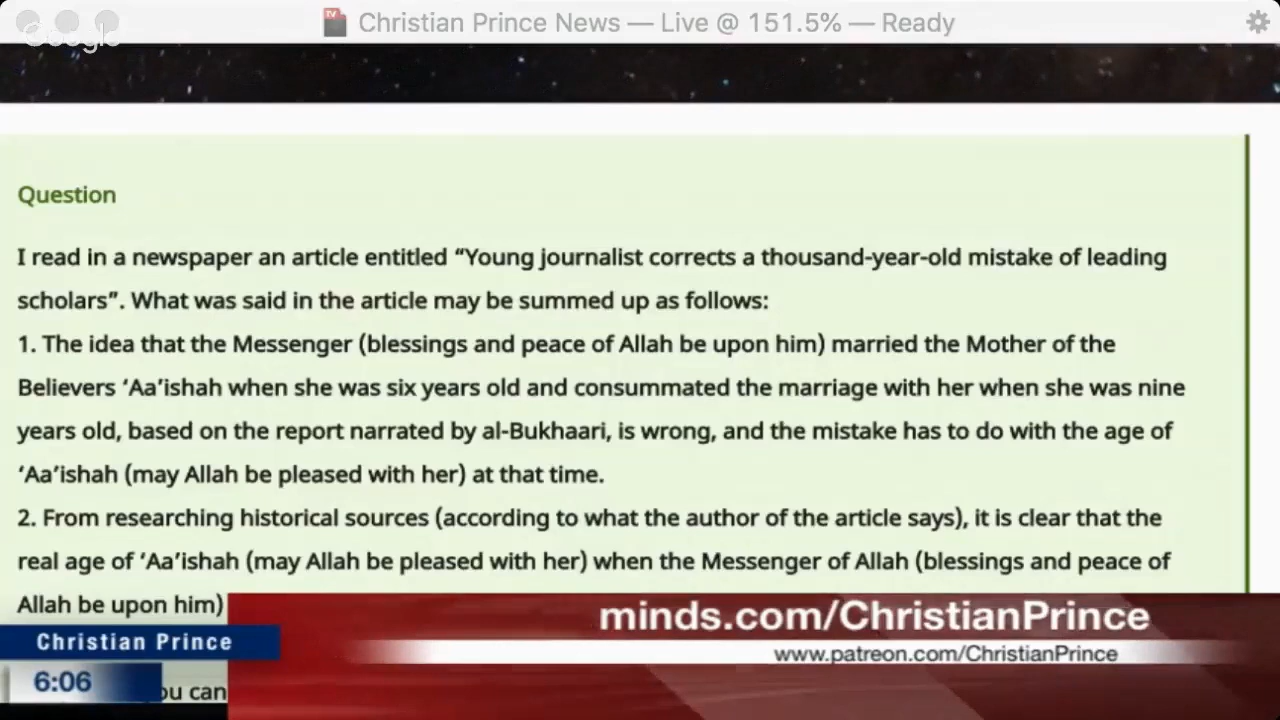 Christian Prince News — Live @ 151.5% — Ready
Google
Question
I read in a newspaper an article entitled “Young journalist corrects a thousand-year-old mistake of leading
scholars”. What was said in the article may be summed up as follows:
1. The idea that the Messenger (blessings and peace of Allah be upon him) married the Mother of the
Believers ‘Aa’ishah when she was six years old and consummated the marriage with her when she was nine
years old, based on the report narrated by al-Bukhaari, is wrong, and the mistake has to do with the age of
‘Aa’ishah (may Allah be pleased with her) at that time.
2. From researching historical sources (according to what the author of the article says), it is clear that the
real age of ‘Aa’ishah (may Allah be pleased with her) when the Messenger of Allah (blessings and peace of
Allah be upon him)
minds.com/ChristianPrince
Christian Prince
www.patreon.com/ChristianPrince
6:06
ou can